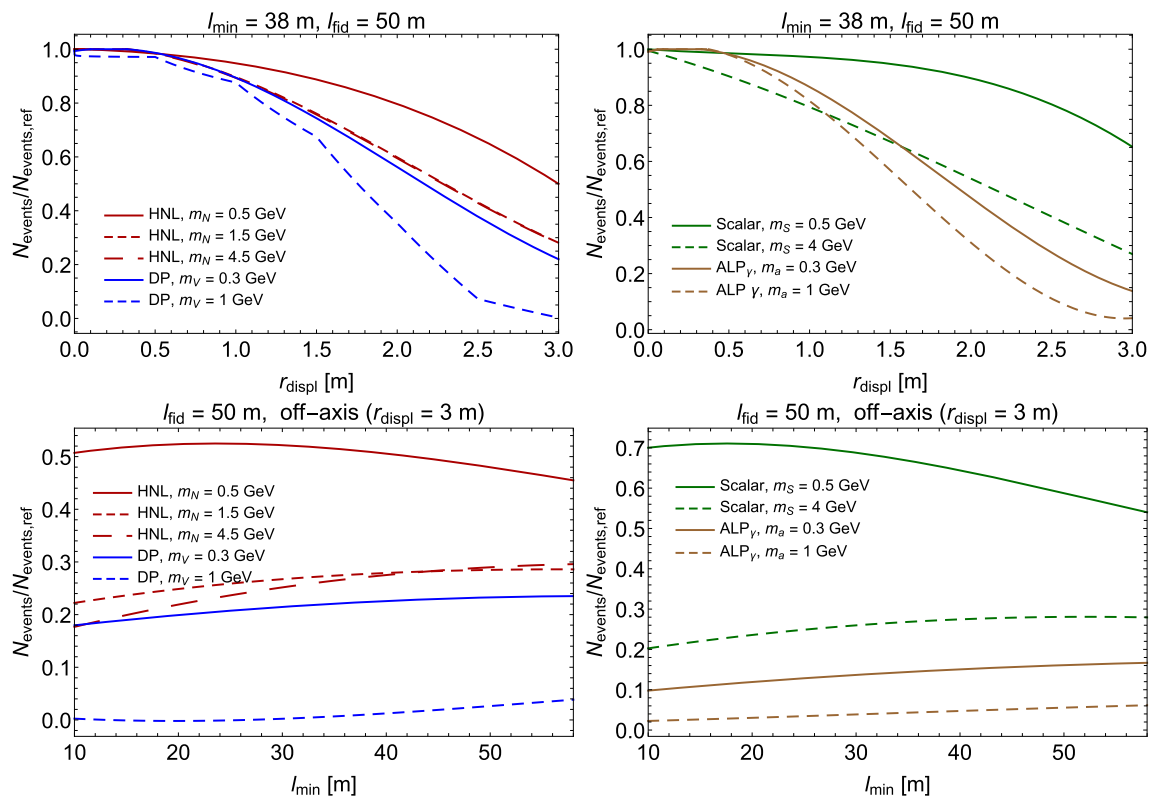 l_min = 38 m, l_fid = 50 m
N_events/N_events,ref
1.0
0.8
0.6
0.4
0.2
0.0
HNL, m_N = 0.5 GeV
HNL, m_N = 1.5 GeV
HNL, m_N = 4.5 GeV
DP, m_V = 0.3 GeV
DP, m_V = 1 GeV
0.0 0.5 1.0 1.5 2.0 2.5 3.0
r_displ [m]
l_min = 38 m, l_fid = 50 m
N_events/N_events,ref
1.0
0.8
0.6
0.4
0.2
0.0
Scalar, m_S = 0.5 GeV
Scalar, m_S = 4 GeV
ALP_γ, m_a = 0.3 GeV
ALP γ, m_a = 1 GeV
0.0 0.5 1.0 1.5 2.0 2.5 3.0
r_displ [m]
l_fid = 50 m, off-axis (r_displ = 3 m)
N_events/N_events,ref
0.5
0.4
0.3
0.2
0.1
0.0
HNL, m_N = 0.5 GeV
HNL, m_N = 1.5 GeV
HNL, m_N = 4.5 GeV
DP, m_V = 0.3 GeV
DP, m_V = 1 GeV
10 20 30 40 50
l_min [m]
l_fid = 50 m, off-axis (r_displ = 3 m)
N_events/N_events,ref
0.7
0.6
0.5
0.4
0.3
0.2
0.1
0.0
Scalar, m_S = 0.5 GeV
Scalar, m_S = 4 GeV
ALP_γ, m_a = 0.3 GeV
ALP_γ, m_a = 1 GeV
10 20 30 40 50
l_min [m]